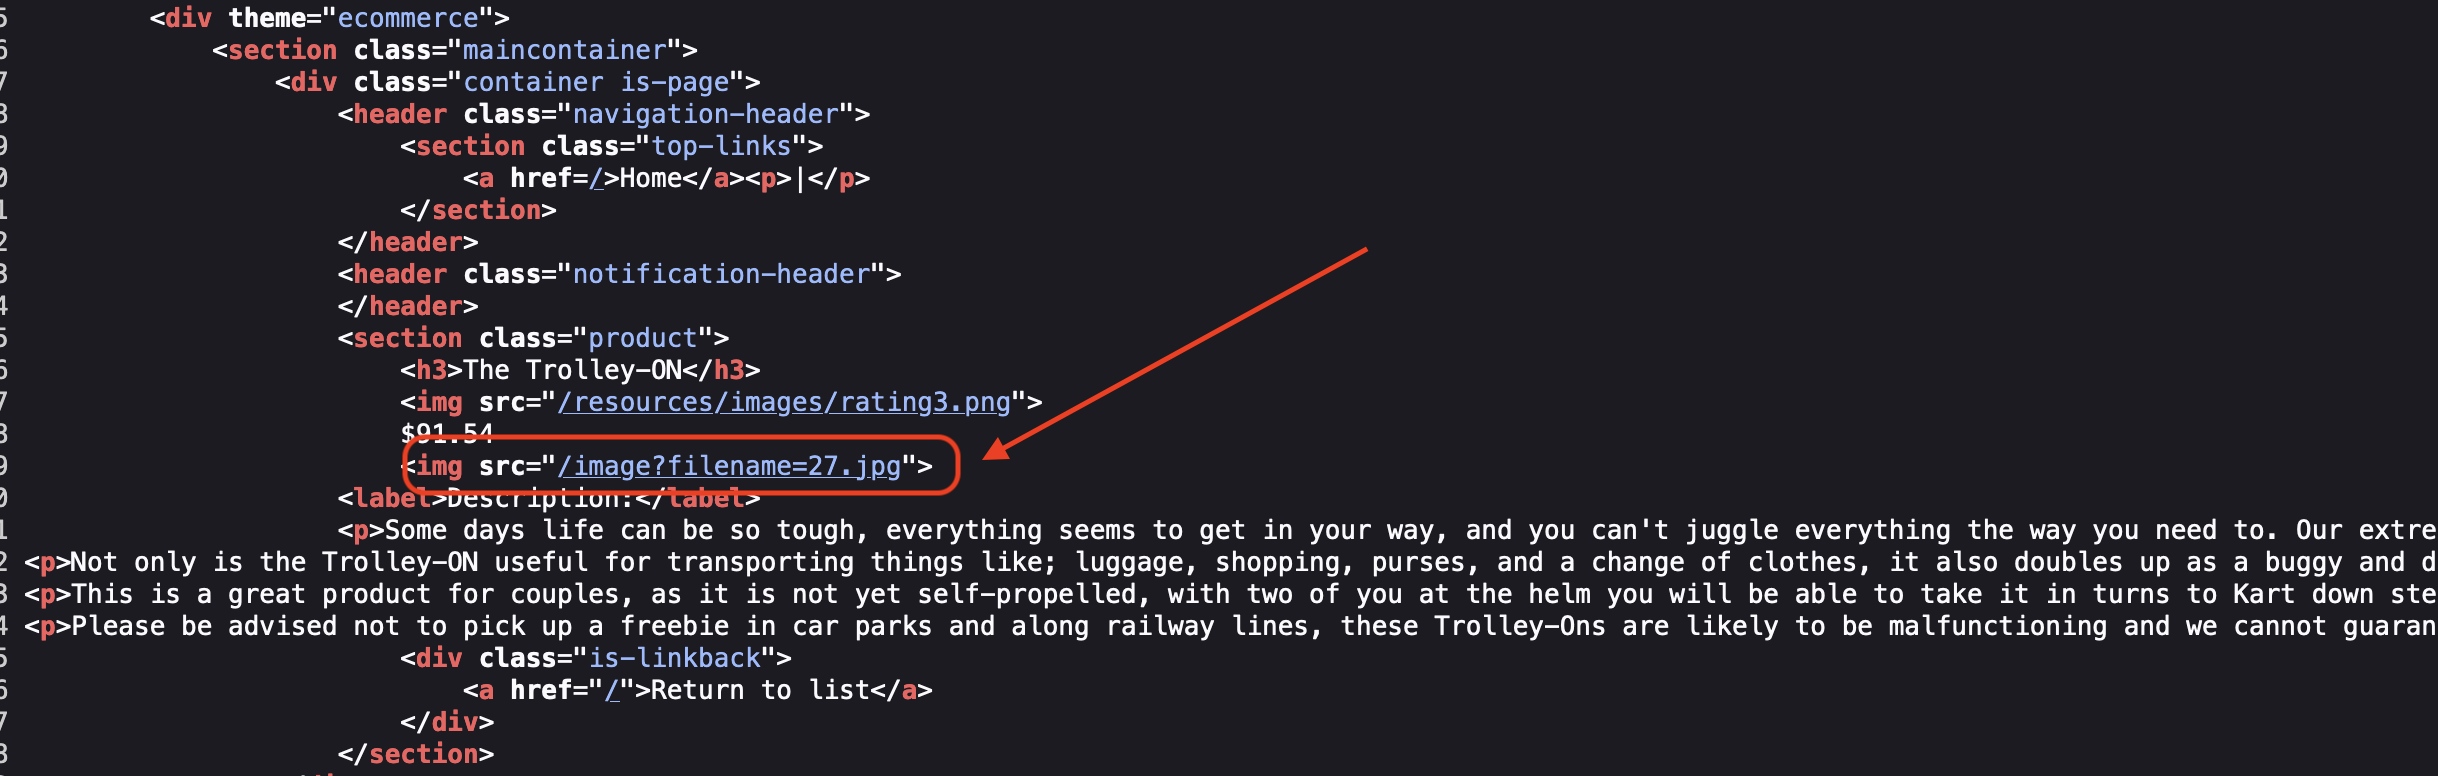 5 <div theme="ecommerce">
6 <section class="maincontainer">
7 <div class="container is-page">
8 <header class="navigation-header">
9 <section class="top-links">
0 <a href=/>Home</a><p>|</p>
1 </section>
2 </header>
3 <header class="notification-header">
4 </header>
5 <section class="product">
6 <h3>The Trolley-ON</h3>
7 <img src="/resources/images/rating3.png">
8 $91.54
9 <img src="/image?filename=27.jpg">
0 <label>Description:</label>
1 <p>Some days life can be so tough, everything seems to get in your way, and you can't juggle everything the way you need to. Our extre
2 <p>Not only is the Trolley-ON useful for transporting things like; luggage, shopping, purses, and a change of clothes, it also doubles up as a buggy and d
3 <p>This is a great product for couples, as it is not yet self-propelled, with two of you at the helm you will be able to take it in turns to Kart down ste
4 <p>Please be advised not to pick up a freebie in car parks and along railway lines, these Trolley-Ons are likely to be malfunctioning and we cannot guaran
5 <div class="is-linkback">
6 <a href="/">Return to list</a>
7 </div>
8 </section>